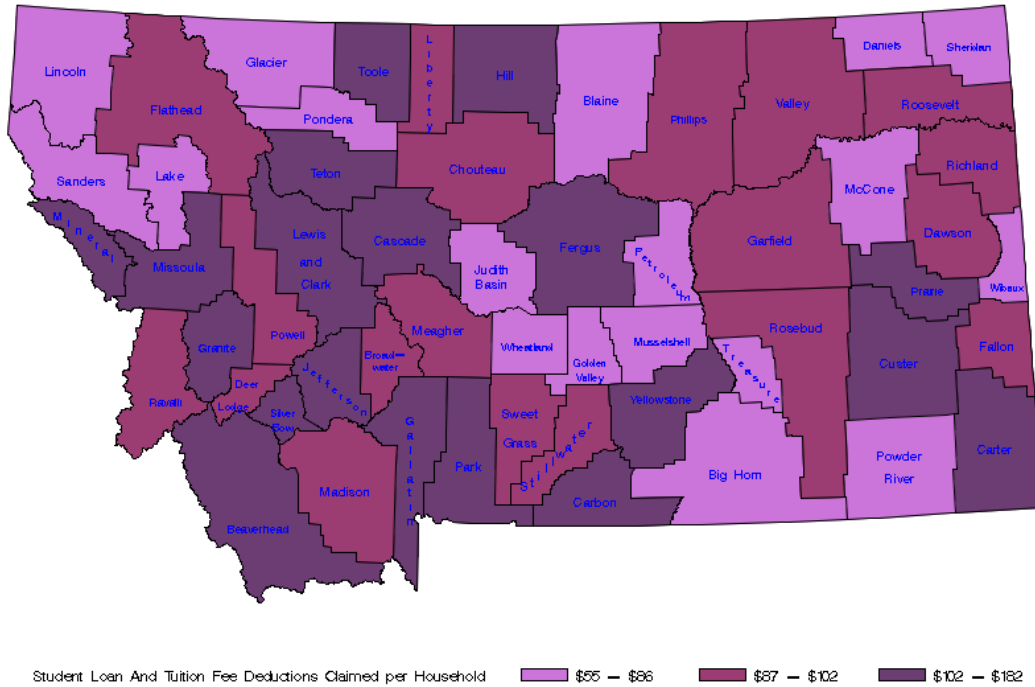 Lincoln
Flathead
Glacier
Toole
Liberty
Hill
Blaine
Phillips
Valley
Daniels
Sheridan
Roosevelt
Pondera
Sanders
Lake
Teton
Chouteau
McCone
Richland
Mineral
Missoula
Lewis
and
Clark
Cascade
Judith
Basin
Fergus
Petroleum
Garfield
Dawson
Prarie
Wibaux
Powell
Granite
Meagher
Broad—
water
Wheatland
Golden
Valley
Musselshell
Rosebud
Treasure
Custer
Fallon
Ravalli
Deer
Lodge
Jefferson
Silver
Bow
Gallatin
Sweet
Grass
Stillwater
Yellowstone
Park
Carbon
Big Horn
Powder
River
Carter
Madison
Beaverhead
Student Loan And Tuition Fee Deductions Claimed per Household
$55 — $86
$87 — $102
$102 — $182